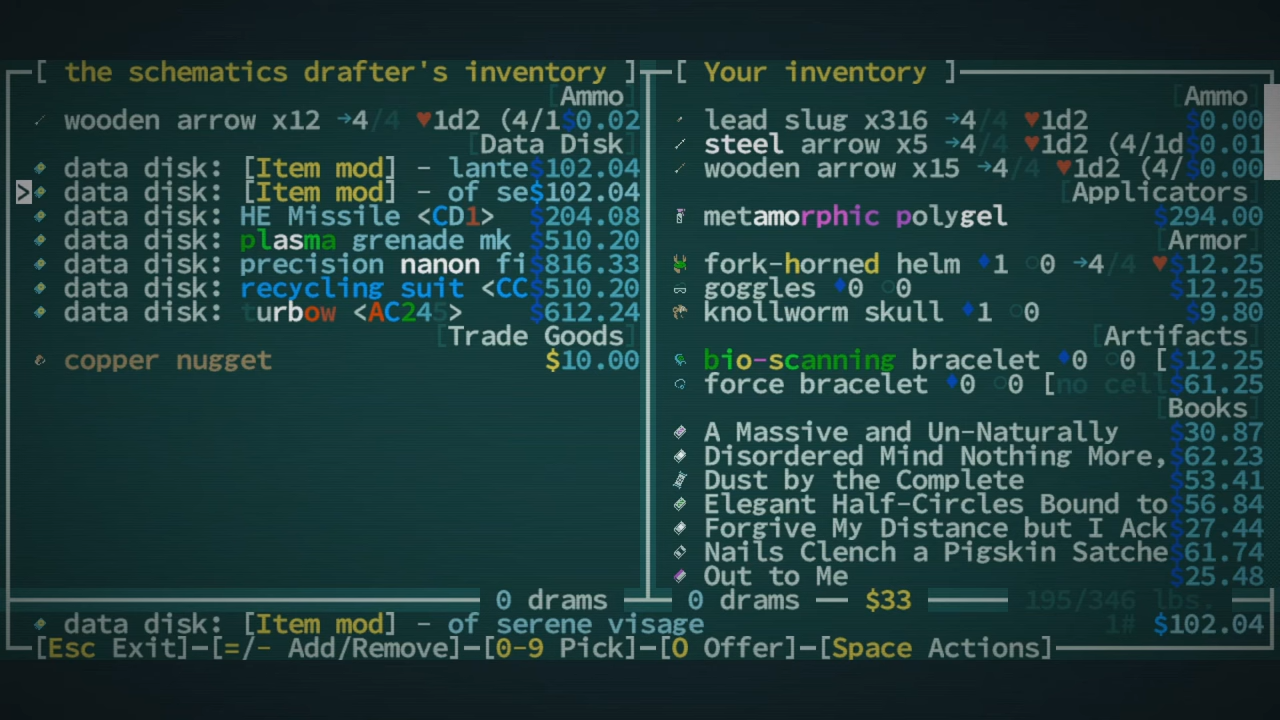 [ the schematics drafter's inventory ]
[Ammo]
wooden arrow x12 →4/4 ♥1d2 (4/1$0.02
[Data Disk]
data disk: [Item mod] - lante$102.04
> data disk: [Item mod] - of se$102.04
data disk: HE Missile <CD1> $204.08
data disk: plasma grenade mk $510.20
data disk: precision nanon fi$816.33
data disk: recycling suit <CC$510.20
data disk: turbow <AC245> $612.24
[Trade Goods]
copper nugget $10.00
0 drams
[ Your inventory ]
[Ammo]
lead slug x316 →4/4 ♥1d2 $0.00
steel arrow x5 →4/4 ♥1d2 (4/1d$0.01
wooden arrow x15 →4/4 ♥1d2 (4/$0.00
[Applicators]
metamorphic polygel $294.00
[Armor]
fork-horned helm ♦1 ○0 →4/4 ♥$12.25
goggles ♦0 ○0 $12.25
knollworm skull ♦1 ○0 $9.80
[Artifacts]
bio-scanning bracelet ♦0 ○0 [$12.25
force bracelet ♦0 ○0 [no cell$61.25
[Books]
A Massive and Un-Naturally $30.87
Disordered Mind Nothing More,$62.23
Dust by the Complete $53.41
Elegant Half-Circles Bound to$56.84
Forgive My Distance but I Ack$27.44
Nails Clench a Pigskin Satche$61.74
Out to Me $25.48
0 drams — $33 195/346 lbs.
data disk: [Item mod] - of serene visage 1# $102.04
[Esc Exit]-[=/- Add/Remove]-[0-9 Pick]-[O Offer]-[Space Actions]